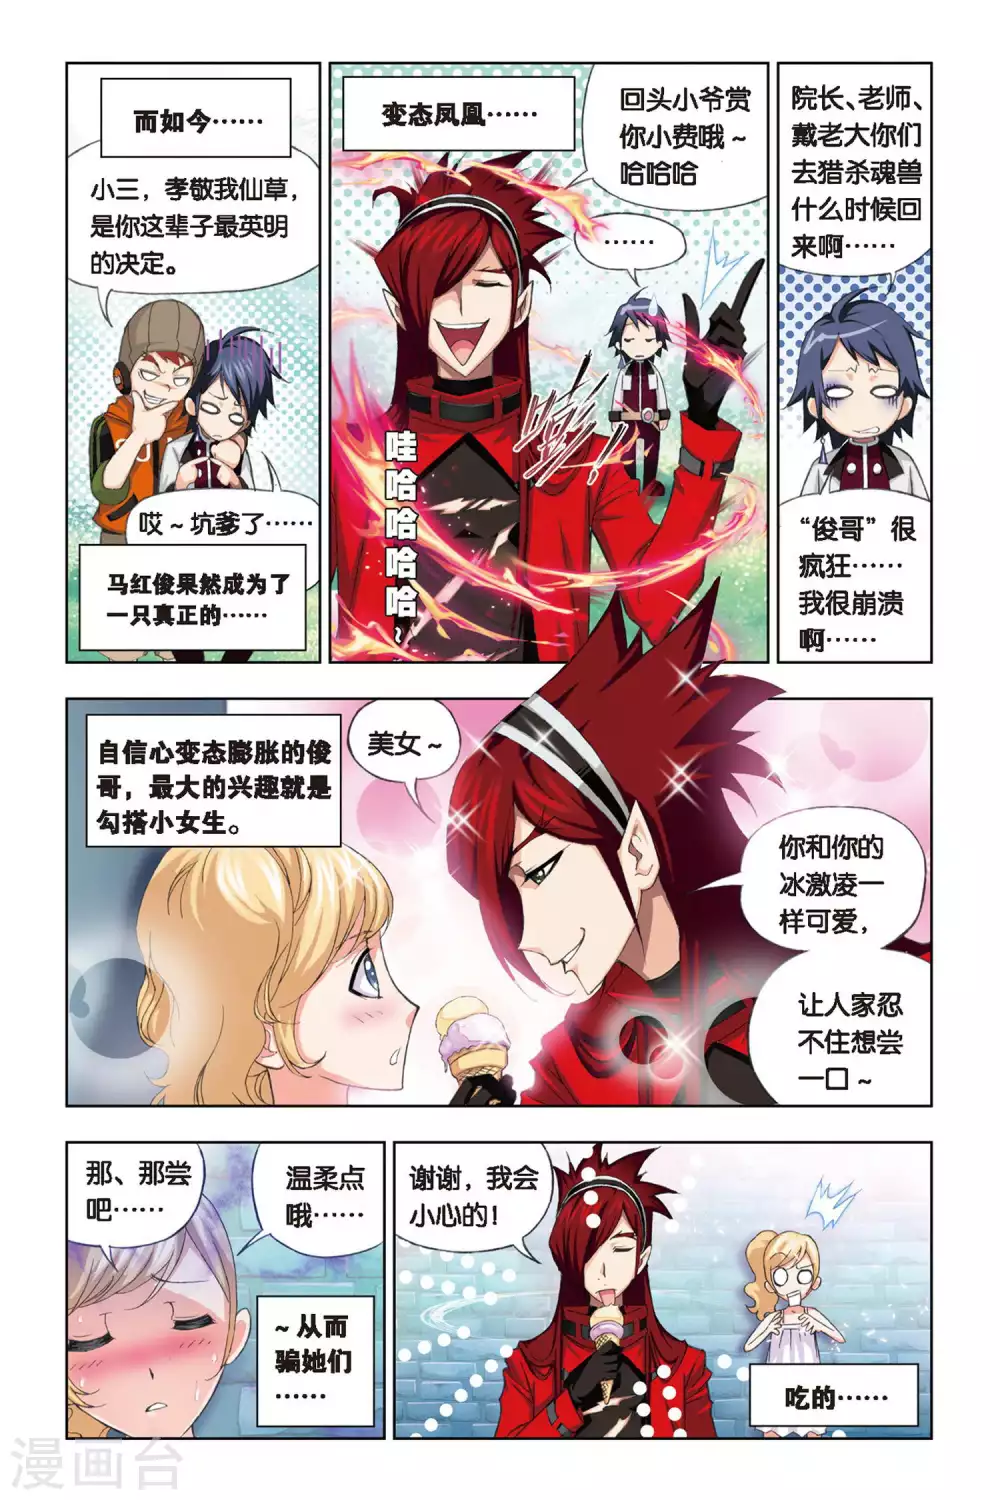 而如今……
小三，孝敬我仙草，
是你这辈子最英明
的决定。
哎～坑爹了……
马红俊果然成为了
一只真正的……
变态凤凰……
回头小爷赏
你小费哦～
哈哈哈
……
哇哈哈哈哈～
院长、老师、
戴老大你们
去猎杀魂兽
什么时候回
来啊……
“俊哥”很
疯狂……
我很崩溃
啊……
自信心变态膨胀的俊
哥，最大的兴趣就是
勾搭小女生。
美女～
你和你的
冰激凌一
样可爱，
让人家忍
不住想尝
一口～
那、那尝
吧……
温柔点
哦……
～从而
骗她们
……
谢谢，我会
小心的！
吃的……
漫画台